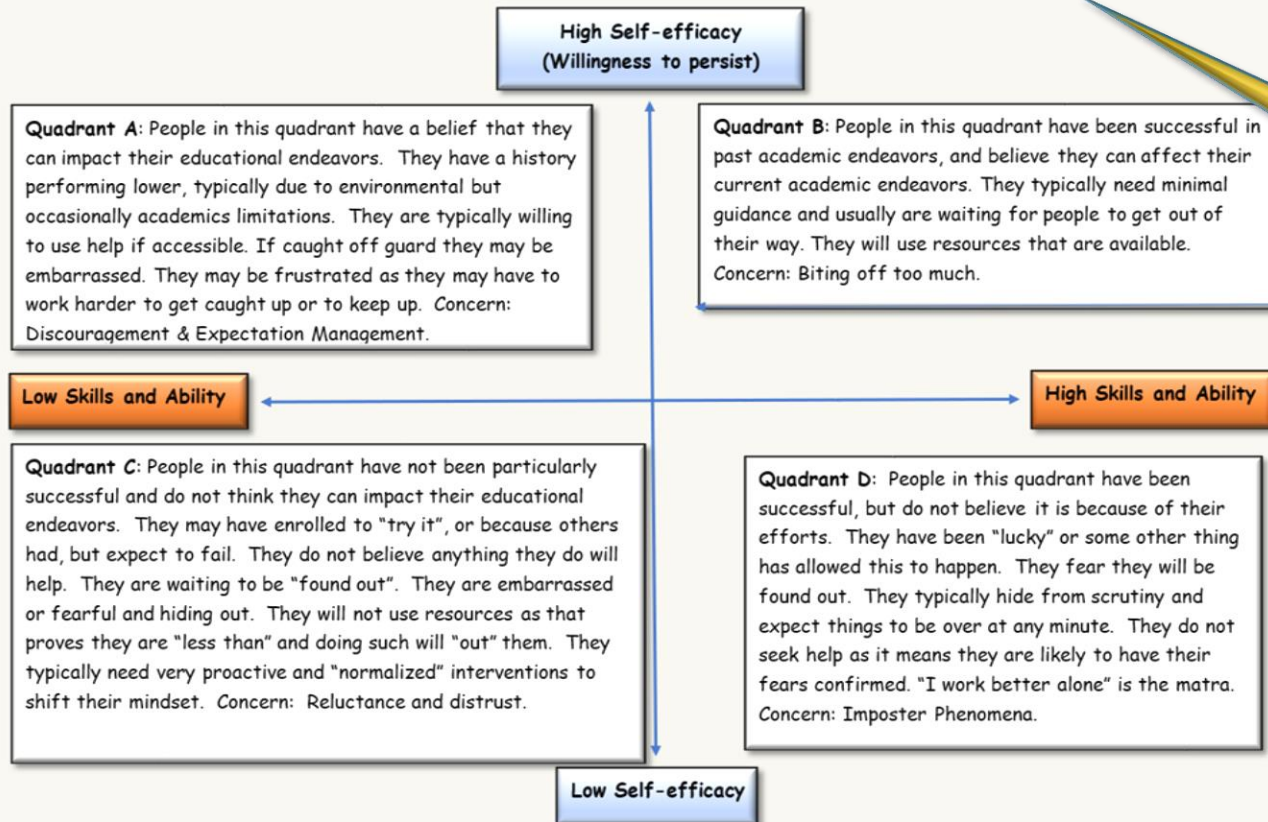 High Self-efficacy
(Willingness to persist)
Quadrant A: People in this quadrant have a belief that they
can impact their educational endeavors. They have a history
performing lower, typically due to environmental but
occasionally academics limitations. They are typically willing
to use help if accessible. If caught off guard they may be
embarrassed. They may be frustrated as they may have to
work harder to get caught up or to keep up. Concern:
Discouragement & Expectation Management.
Quadrant B: People in this quadrant have been successful in
past academic endeavors, and believe they can affect their
current academic endeavors. They typically need minimal
guidance and usually are waiting for people to get out of
their way. They will use resources that are available.
Concern: Biting off too much.
Low Skills and Ability
High Skills and Ability
Quadrant C: People in this quadrant have not been particularly
successful and do not think they can impact their educational
endeavors. They may have enrolled to "try it", or because others
had, but expect to fail. They do not believe anything they do will
help. They are waiting to be "found out". They are embarrassed
or fearful and hiding out. They will not use resources as that
proves they are "less than" and doing such will "out" them. They
typically need very proactive and "normalized" interventions to
shift their mindset. Concern: Reluctance and distrust.
Quadrant D: People in this quadrant have been
successful, but do not believe it is because of their
efforts. They have been "lucky" or some other thing
has allowed this to happen. They fear they will be
found out. They typically hide from scrutiny and
expect things to be over at any minute. They do not
seek help as it means they are likely to have their
fears confirmed. "I work better alone" is the matra.
Concern: Imposter Phenomena.
Low Self-efficacy